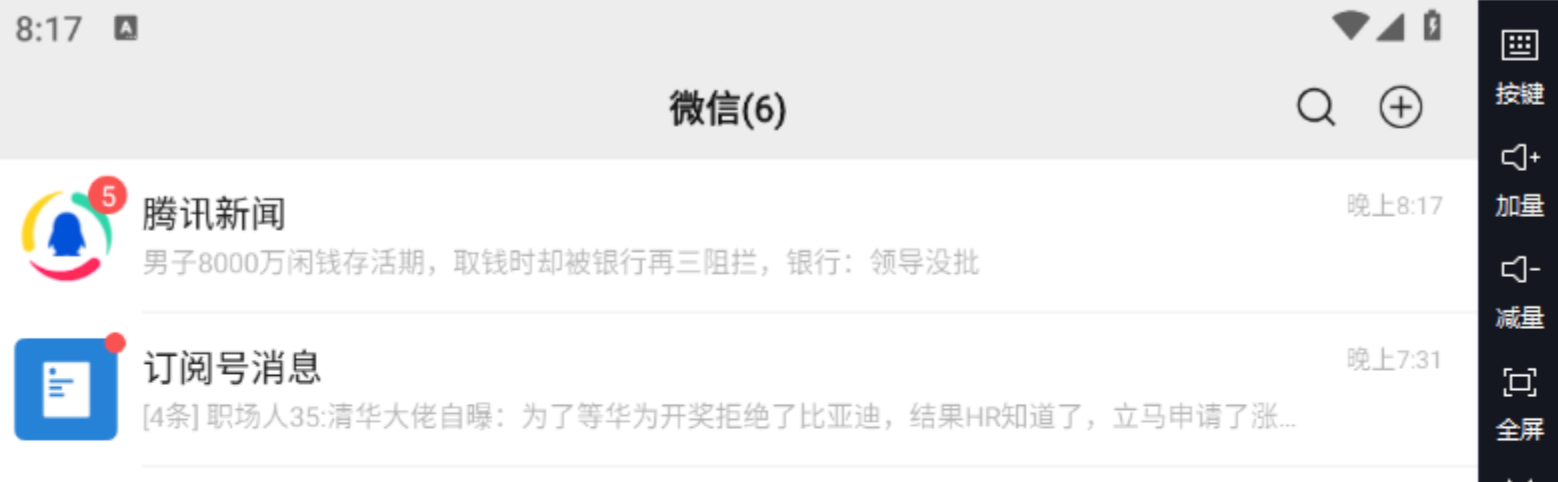 8:17
微信(6)
按键
加量
5
腾讯新闻
晚上8:17
男子8000万闲钱存活期，取钱时却被银行再三阻拦，银行：领导没批
减量
订阅号消息
晚上7:31
[4条] 职场人35:清华大佬自曝：为了等华为开奖拒绝了比亚迪，结果HR知道了，立马申请了涨...
全屏